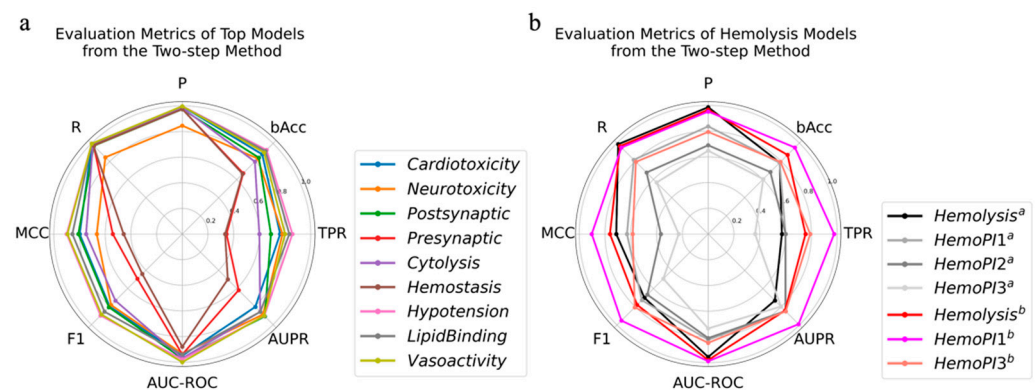 a
Evaluation Metrics of Top Models
from the Two-step Method
P
R
bAcc
MCC
TPR
F1
AUPR
AUC-ROC
0.2
0.4
0.6
0.8
1.0
Cardiotoxicity
Neurotoxicity
Postsynaptic
Presynaptic
Cytolysis
Hemostasis
Hypotension
LipidBinding
Vasoactivity
b
Evaluation Metrics of Hemolysis Models
from the Two-step Method
P
R
bAcc
MCC
TPR
F1
AUPR
AUC-ROC
0.2
0.4
0.6
0.8
1.0
Hemolysisᵃ
HemoPI1ᵃ
HemoPI2ᵃ
HemoPI3ᵃ
Hemolysisᵇ
HemoPI1ᵇ
HemoPI3ᵇ